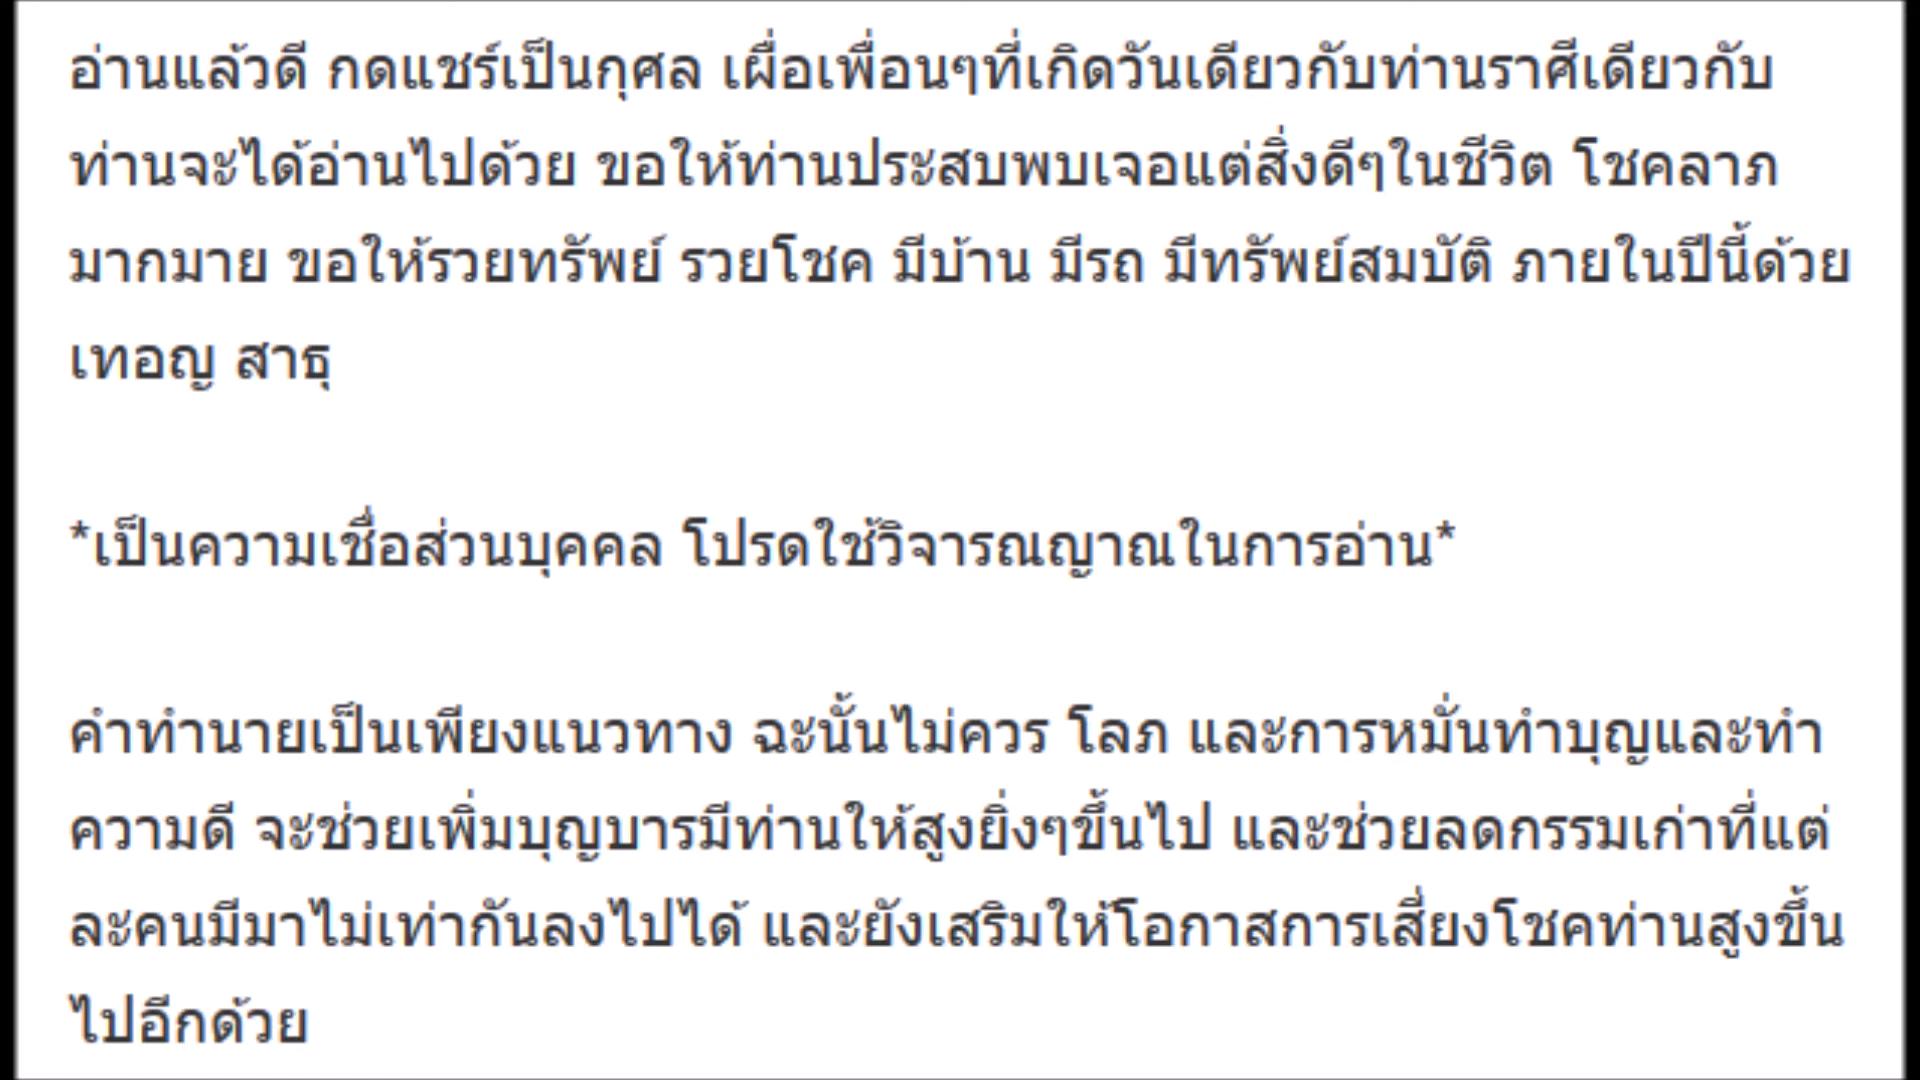 อ่านแล้วดี กดแชร์เป็นกุศล เผื่อเพื่อนๆที่เกิดวันเดียวกับท่านราศีเดียวกับ
ท่านจะได้อ่านไปด้วย ขอให้ท่านประสบพบเจอแต่สิ่งดีๆในชีวิต โชคลาภ
มากมาย ขอให้รวยทรัพย์ รวยโชค มีบ้าน มีรถ มีทรัพย์สมบัติ ภายในปีนี้ด้วย
เทอญ สาธุ
*เป็นความเชื่อส่วนบุคคล โปรดใช้วิจารณญาณในการอ่าน*
คำทำนายเป็นเพียงแนวทาง ฉะนั้นไม่ควร โลภ และการหมั่นทำบุญและทำ
ความดี จะช่วยเพิ่มบุญบารมีท่านให้สูงยิ่งๆขึ้นไป และช่วยลดกรรมเก่าที่แต่
ละคนมีมาไม่เท่ากันลงไปได้ และยังเสริมให้โอกาสการเสี่ยงโชคท่านสูงขึ้น
ไปอีกด้วย